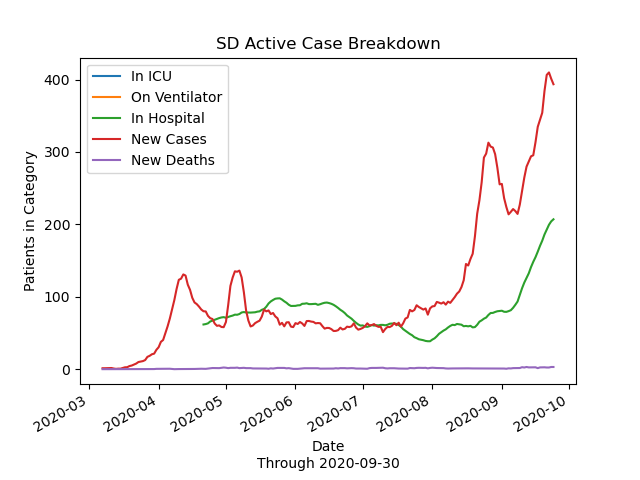 SD Active Case Breakdown
In ICU
On Ventilator
In Hospital
New Cases
New Deaths
Patients in Category
400
300
200
100
0
2020-03
2020-04
2020-05
2020-06
2020-07
2020-08
2020-09
2020-10
Date
Through 2020-09-30